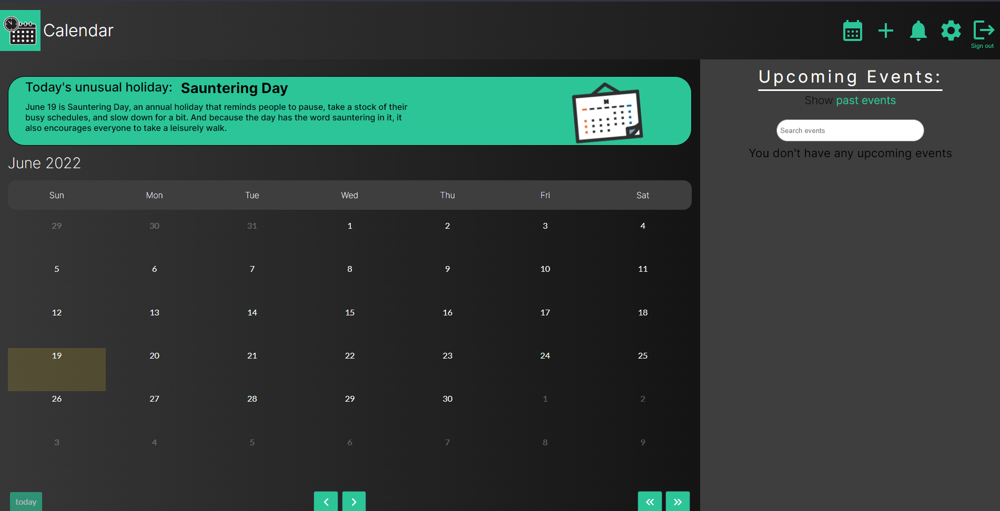 Calendar
Sign out
Today's unusual holiday: Sauntering Day
June 19 is Sauntering Day, an annual holiday that reminds people to pause, take a stock of their
busy schedules, and slow down for a bit. And because the day has the word sauntering in it, it
also encourages everyone to take a leisurely walk.
June 2022
Sun Mon Tue Wed Thu Fri Sat
29 30 31 1 2 3 4
5 6 7 8 9 10 11
12 13 14 15 16 17 18
19 20 21 22 23 24 25
26 27 28 29 30 1 2
3 4 5 6 7 8 9
today
Upcoming Events:
Show past events
Search events
You don't have any upcoming events